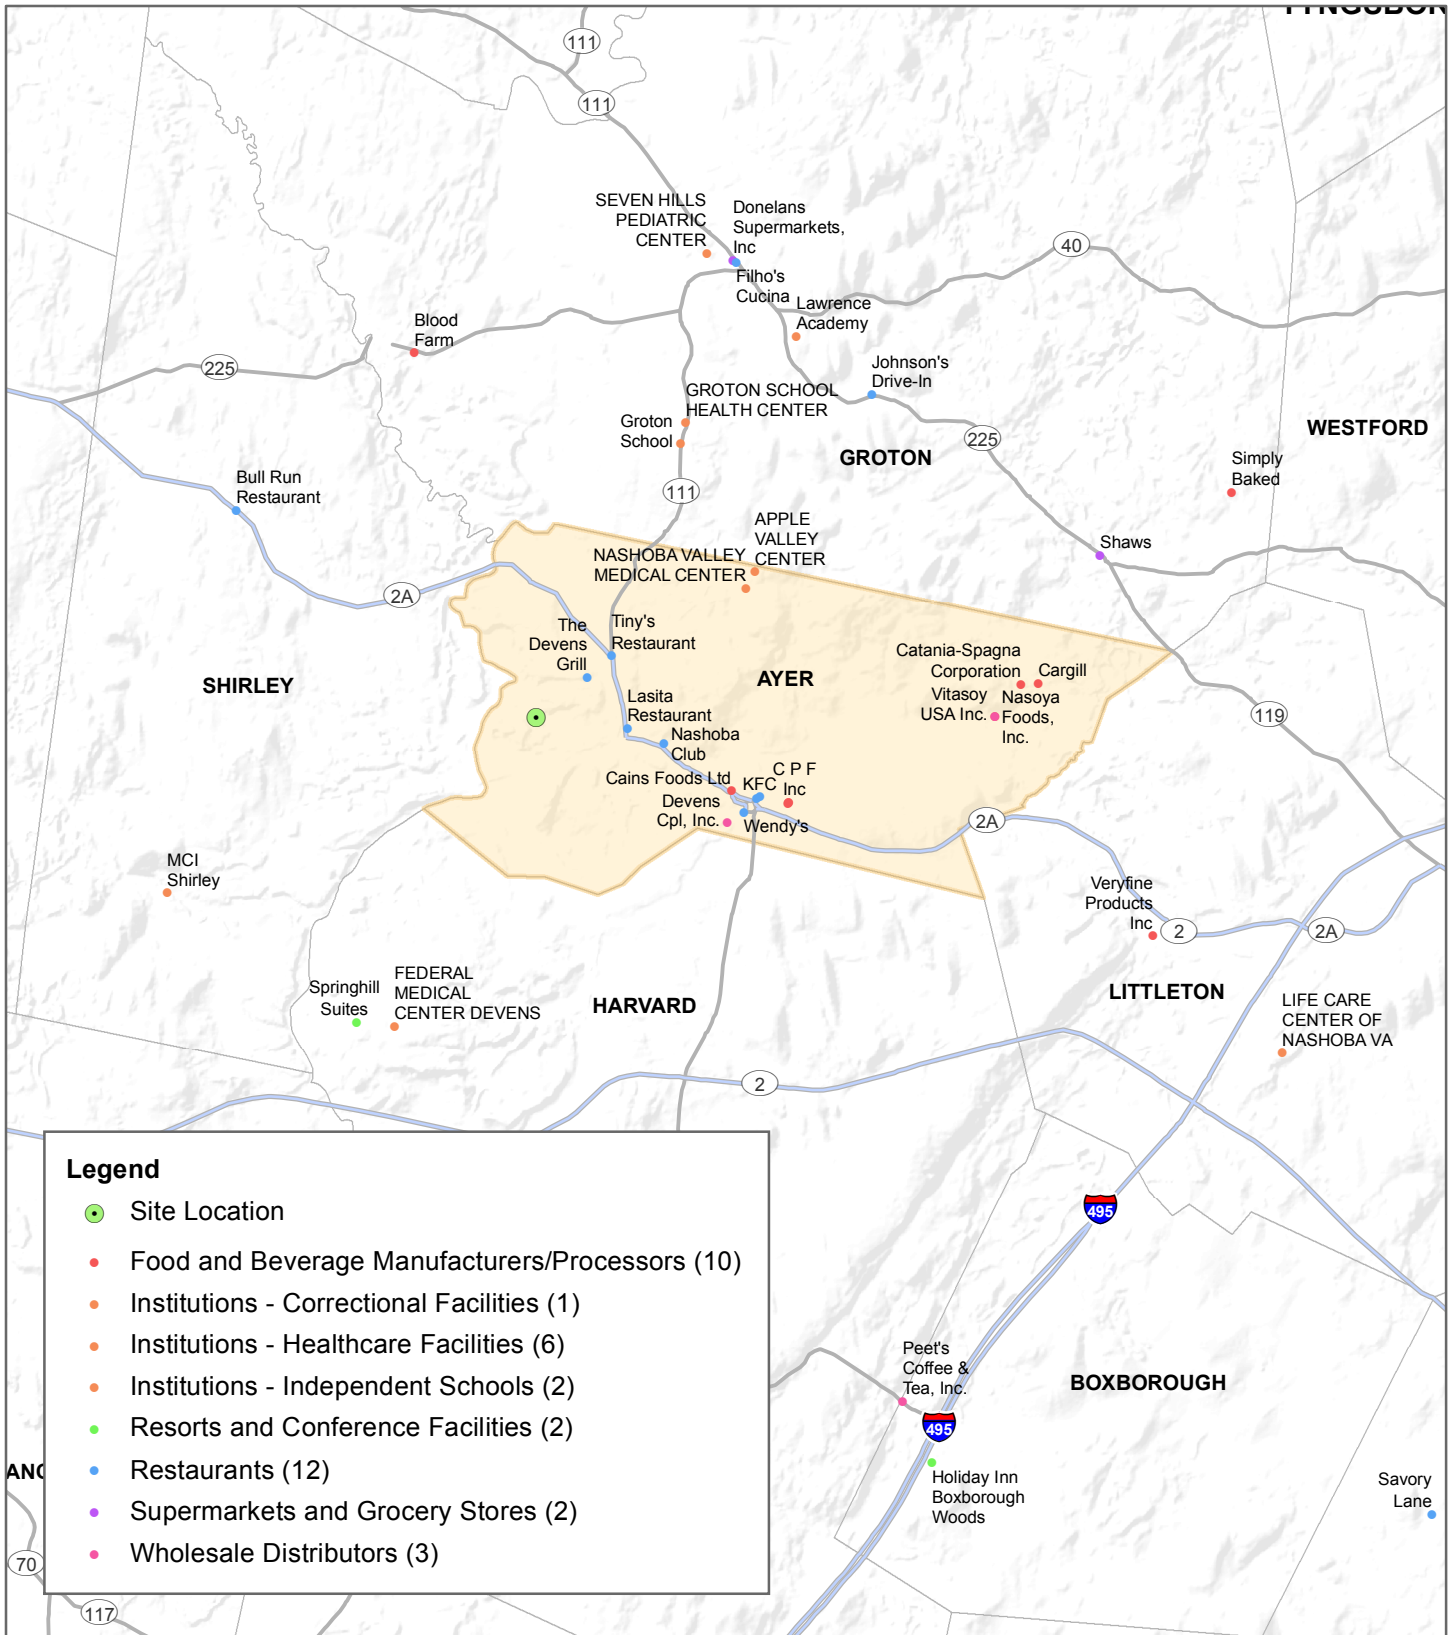 TYNGSBOR
111
111
SEVEN HILLS
PEDIATRIC
CENTER
Donelans
Supermarkets,
Inc
Filho's
Cucina
40
Lawrence
Academy
Blood
Farm
225
Johnson's
Drive-In
GROTON SCHOOL
HEALTH CENTER
Groton
School
WESTFORD
225
GROTON
Simply
Baked
Bull Run
Restaurant
111
APPLE
VALLEY
CENTER
NASHOBA VALLEY
MEDICAL CENTER
Shaws
2A
The
Devens
Grill
Tiny's
Restaurant
Catania-Spagna
Corporation
Cargill
SHIRLEY
AYER
Vitasoy
USA Inc.
Nasoya
Foods,
Inc.
Lasita
Restaurant
119
Nashoba
Club
Cains Foods Ltd
KFC
C P F
Inc
Devens
Cpl, Inc.
Wendy's
2A
MCI
Shirley
Veryfine
Products
Inc
2
2A
Springhill
Suites
FEDERAL
MEDICAL
CENTER DEVENS
HARVARD
LITTLETON
LIFE CARE
CENTER OF
NASHOBA VA
2
Legend
Site Location
Food and Beverage Manufacturers/Processors (10)
Institutions - Correctional Facilities (1)
Institutions - Healthcare Facilities (6)
Institutions - Independent Schools (2)
Resorts and Conference Facilities (2)
Restaurants (12)
Supermarkets and Grocery Stores (2)
Wholesale Distributors (3)
495
Peet's
Coffee &
Tea, Inc.
BOXBOROUGH
495
Holiday Inn
Boxborough
Woods
Savory
Lane
ANC
70
117